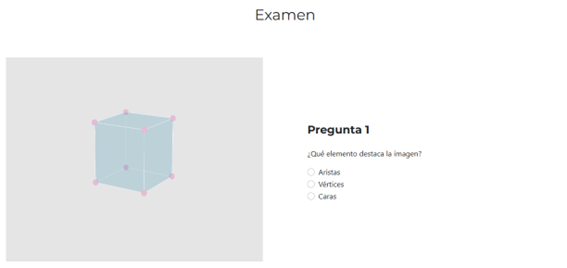 Examen
Pregunta 1
¿Qué elemento destaca la imagen?
Aristas
Vértices
Caras